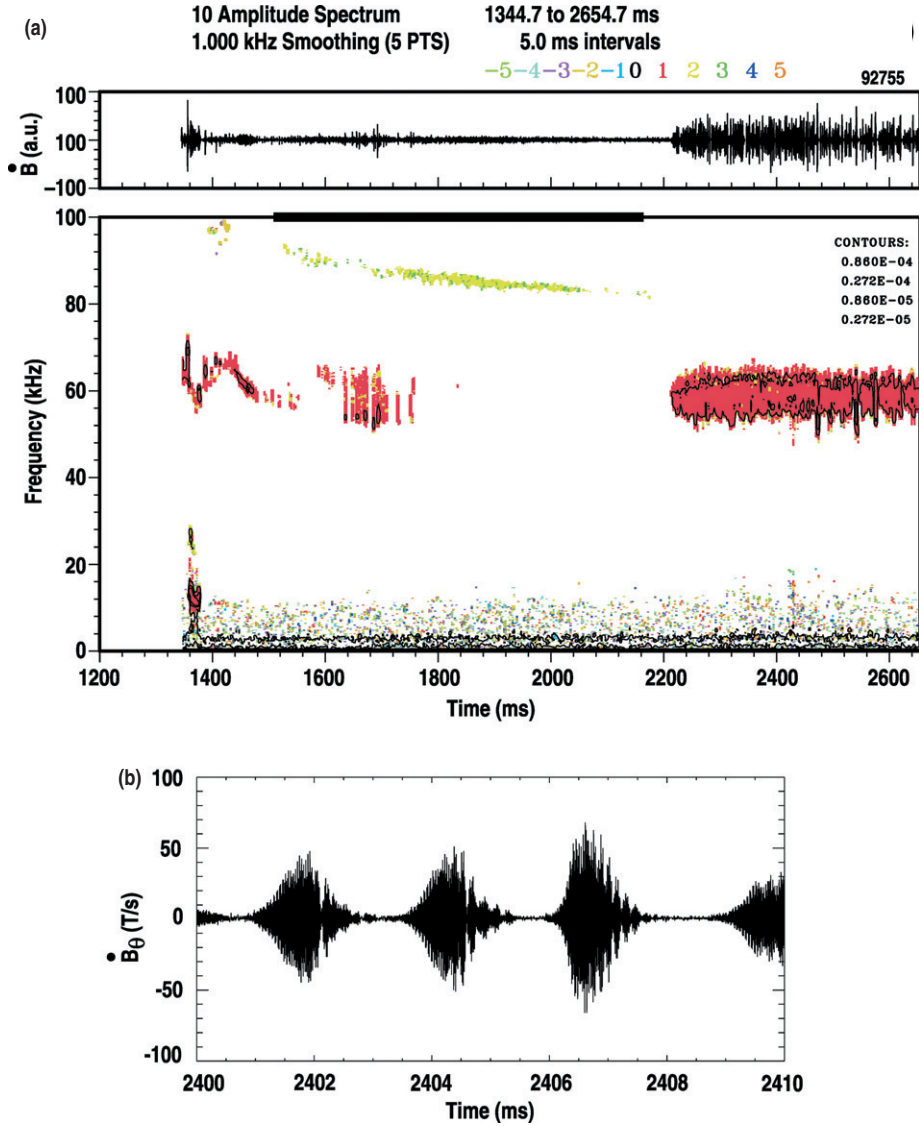 (a)
10 Amplitude Spectrum 1344.7 to 2654.7 ms
1.000 kHz Smoothing (5 PTS) 5.0 ms intervals
)
-5-4-3-2-10 1 2 3 4 5
92755
100
100
-100
Ḃ (a.u.)
100
80
60
40
20
0
Frequency (kHz)
CONTOURS:
0.860E-04
0.272E-04
0.860E-05
0.272E-05
1200 1400 1600 1800 2000 2200 2400 2600
Time (ms)
(b)
100
50
0
-50
-100
Ḃθ (T/s)
2400 2402 2404 2406 2408 2410
Time (ms)